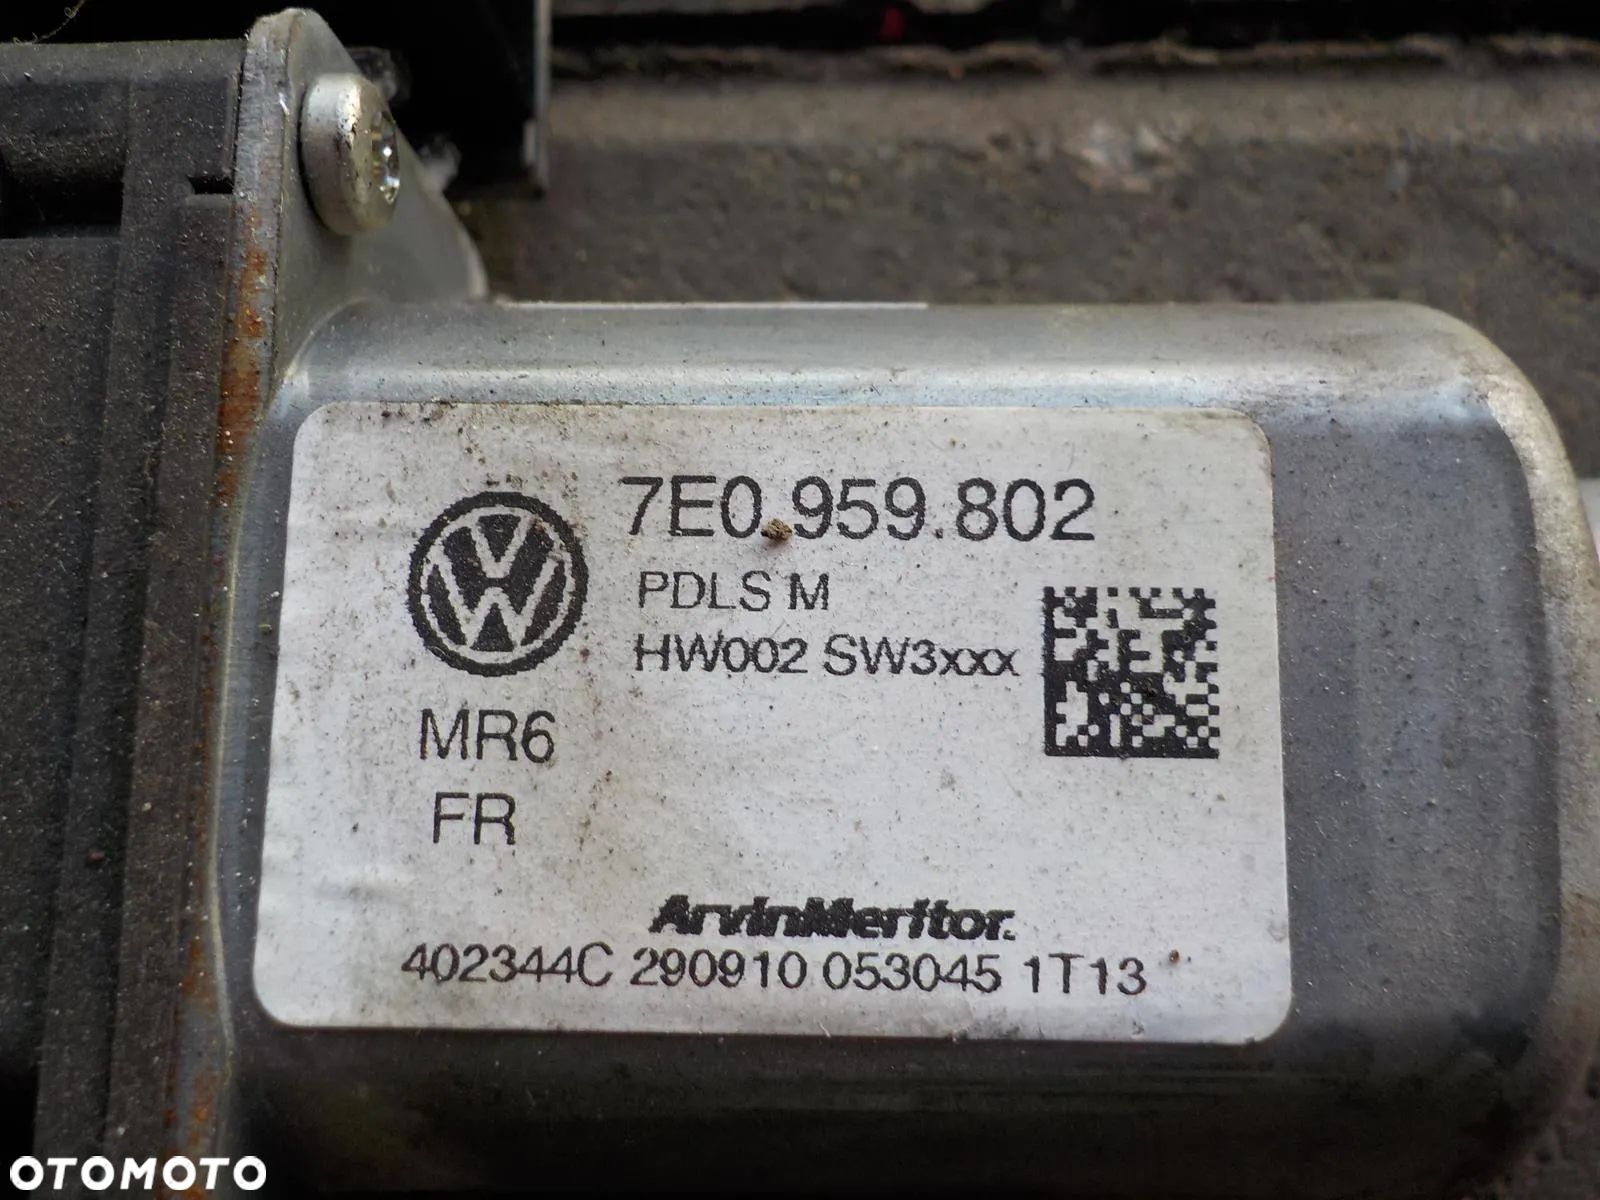 7E0.959.802
PDLS M
HW002 SW3xxx
MR6
FR
ArvinMeritor.
402344C 290910 053045 1T13
OTOMOTO